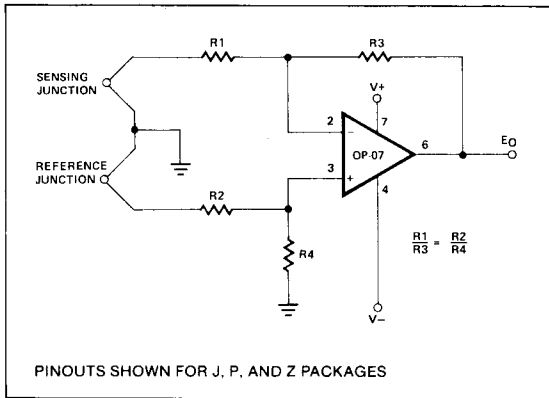 R1
R3
SENSING
JUNCTION
V+
7
2
−
OP-07
6
EO
REFERENCE
JUNCTION
3
+
4
R2
R1/R3 = R2/R4
R4
V−
PINOUTS SHOWN FOR J, P, AND Z PACKAGES